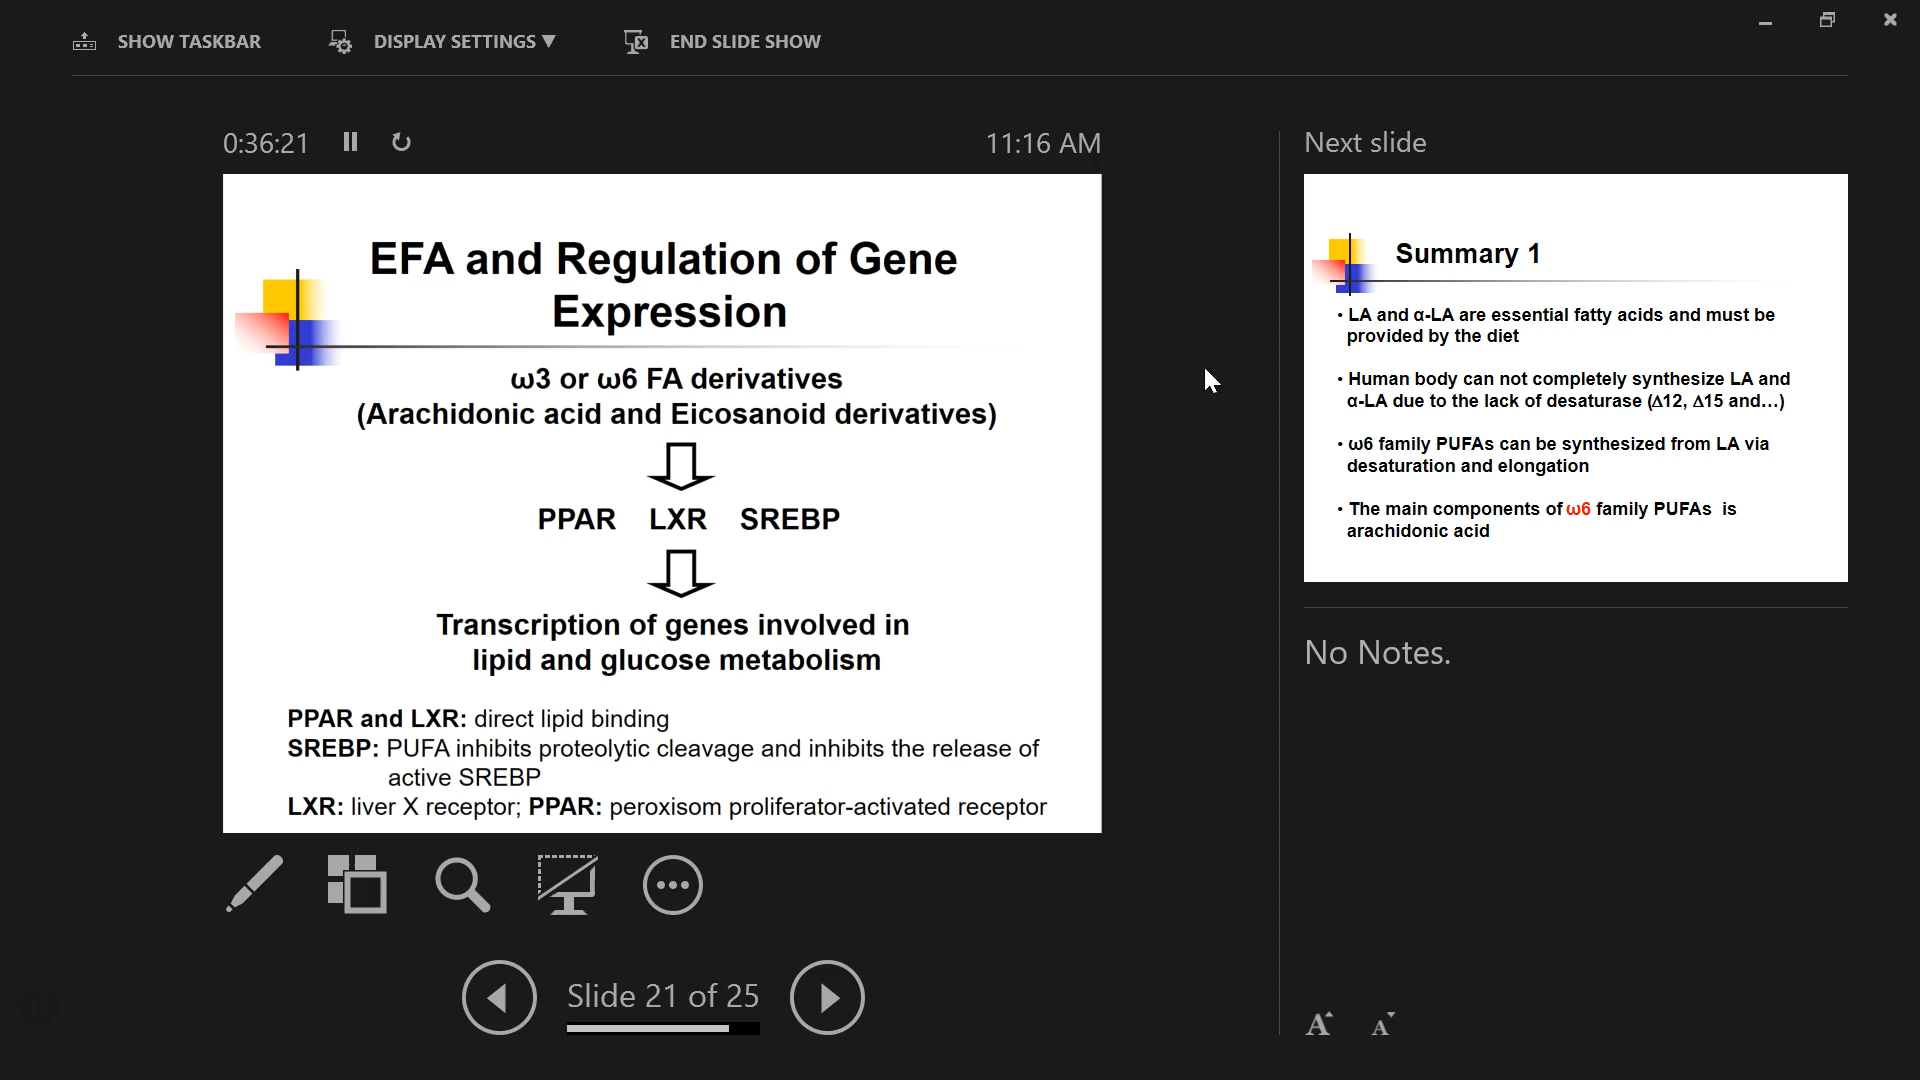 SHOW TASKBAR
DISPLAY SETTINGS ▼
END SLIDE SHOW
0:36:21
11:16 AM
EFA and Regulation of Gene
Expression
ω3 or ω6 FA derivatives
(Arachidonic acid and Eicosanoid derivatives)
PPAR LXR SREBP
Transcription of genes involved in
lipid and glucose metabolism
PPAR and LXR: direct lipid binding
SREBP: PUFA inhibits proteolytic cleavage and inhibits the release of
active SREBP
LXR: liver X receptor; PPAR: peroxisom proliferator-activated receptor
Slide 21 of 25
Next slide
Summary 1
• LA and α-LA are essential fatty acids and must be
provided by the diet
• Human body can not completely synthesize LA and
α-LA due to the lack of desaturase (Δ12, Δ15 and...)
• ω6 family PUFAs can be synthesized from LA via
desaturation and elongation
• The main components of ω6 family PUFAs is
arachidonic acid
No Notes.
A A